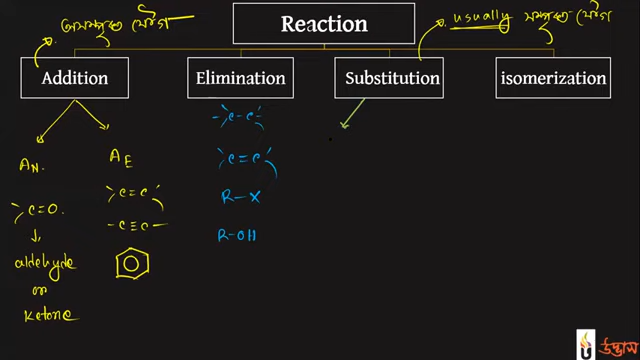 অসম্পৃক্ত যৌগ
usually সম্পৃক্ত যৌগ
Reaction
Addition
Elimination
Substitution
isomerization
AN.
AE
C-C
C=C
C=C
R-X
C=O.
-C≡C-
R-OH
aldehyde
or
Ketone
উদ্ভাস